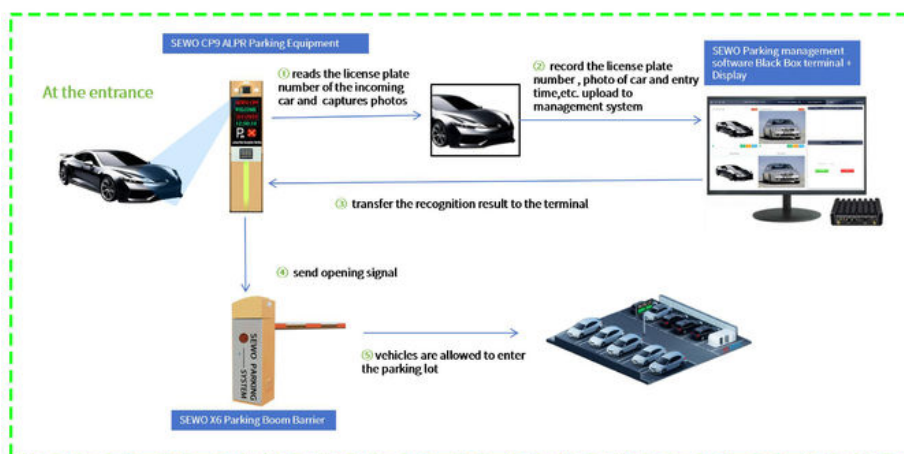 SEWO CP9 ALPR Parking Equipment
SEWO Parking management
software Black Box terminal +
Display
At the entrance
① reads the license plate
number of the incoming
car and captures photos
② record the license plate
number , photo of car and entry
time,etc. upload to
management system
③ transfer the recognition result to the terminal
④ send opening signal
SEWO PARKING
SYSTEM
⑤ vehicles are allowed to enter
the parking lot
SEWO X6 Parking Boom Barrier